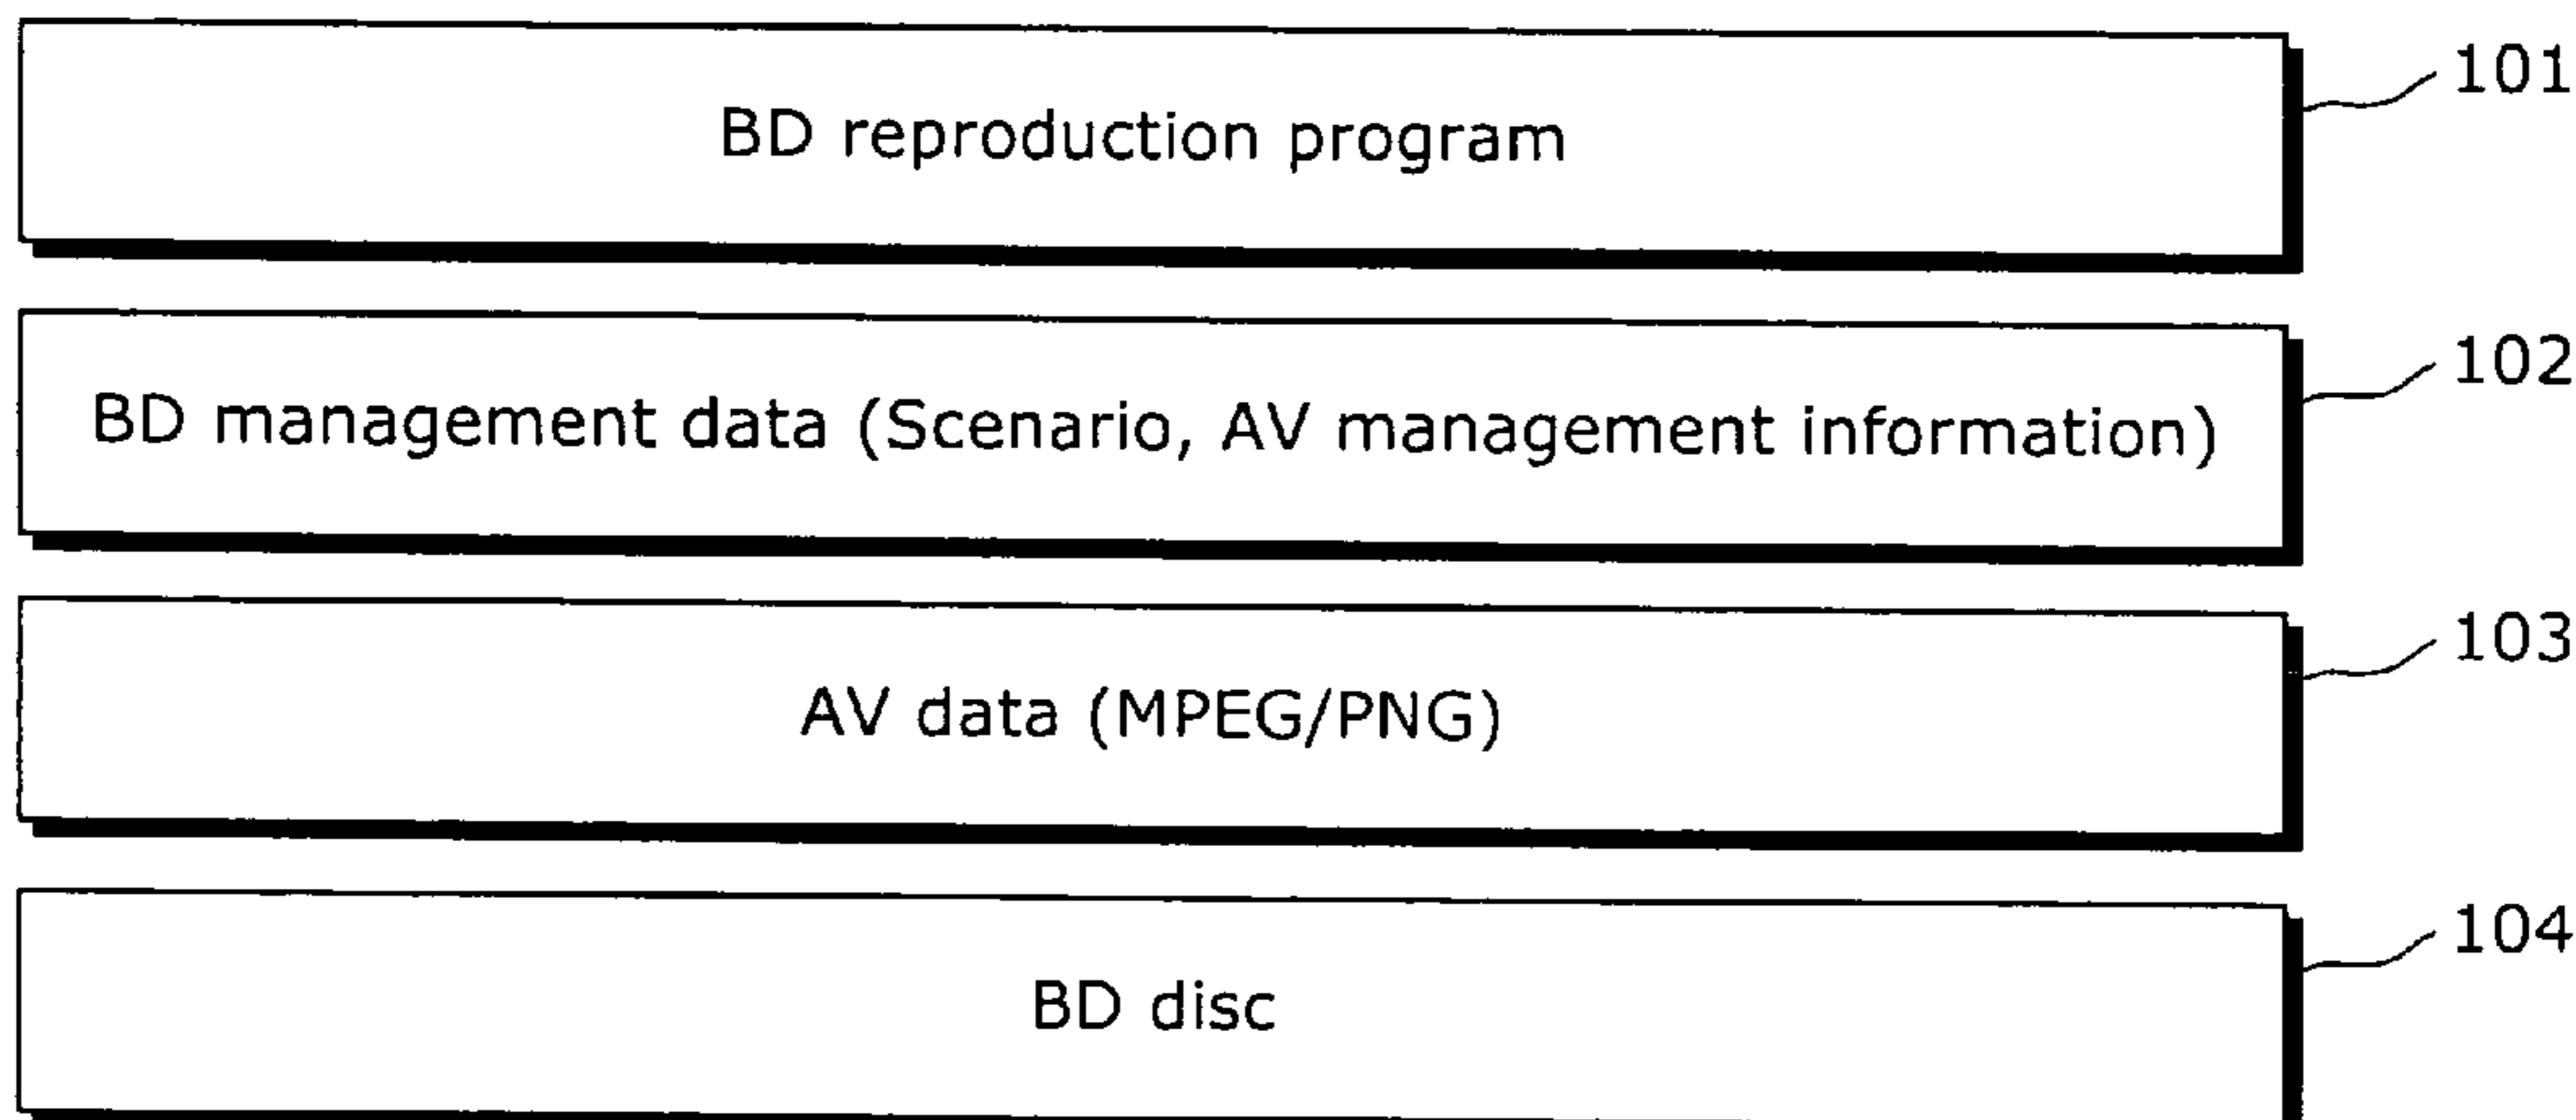 BD reproduction program
101
BD management data (Scenario, AV management information)
102
AV data (MPEG/PNG)
103
BD disc
104